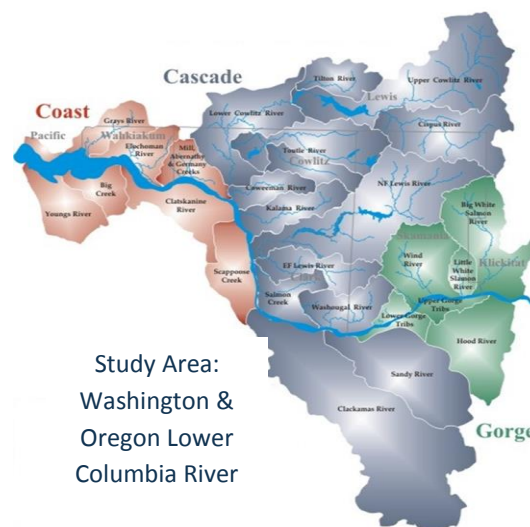 Tilton River
Upper Cowlitz River
Cascade
Lewis
Lower Cowlitz River
Coast
Grays River
Cispus River
Pacific
Wahkiakum
Elochoman
River
Mill,
Abernathy
& Germany
Creeks
Toutle River
Cowlitz
Big
Creek
Coweeman River
NF Lewis River
Youngs River
Clatskanine
River
Kalama River
Big White
Salmon
River
Skamania
Wind
River
Klickitat
Scappoose
Creek
EF Lewis River
Clark
Little
White
Slamon
River
Salmon
Creek
Washougal River
Upper Gorge
Tribs
Lower Gorge
Tribs
Hood River
Study Area:
Washington &
Oregon Lower
Columbia River
Sandy River
Clackamas River
Gorge